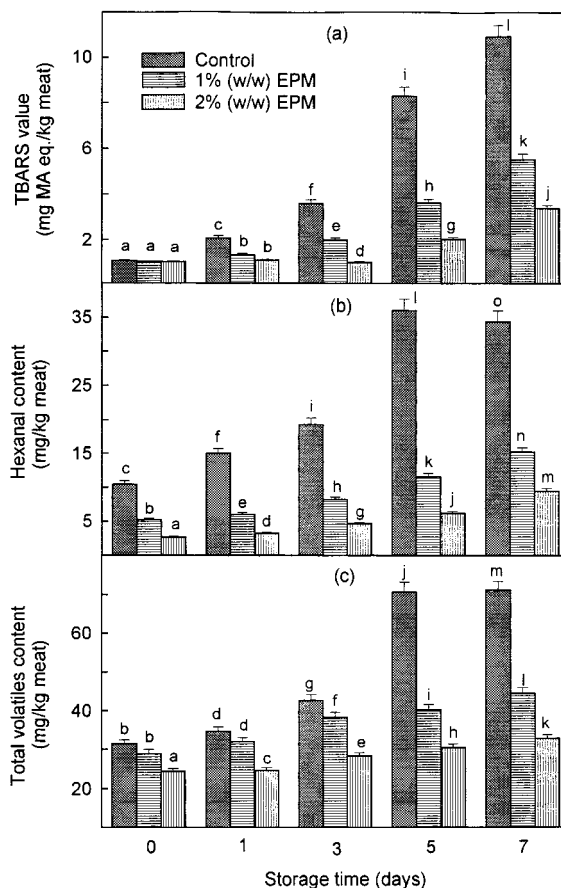 (a)
Control
1% (w/w) EPM
2% (w/w) EPM
TBARS value
(mg MA eq./kg meat)
10
6
2
a a a
c b b
f e d
i h g
l k j
(b)
Hexanal content
(mg/kg meat)
35
25
15
5
c b a
f e d
i h g
l k j
o n m
(c)
Total volatiles content
(mg/kg meat)
60
40
20
b b a
d d c
g f e
j i h
m l k
0 1 3 5 7
Storage time (days)